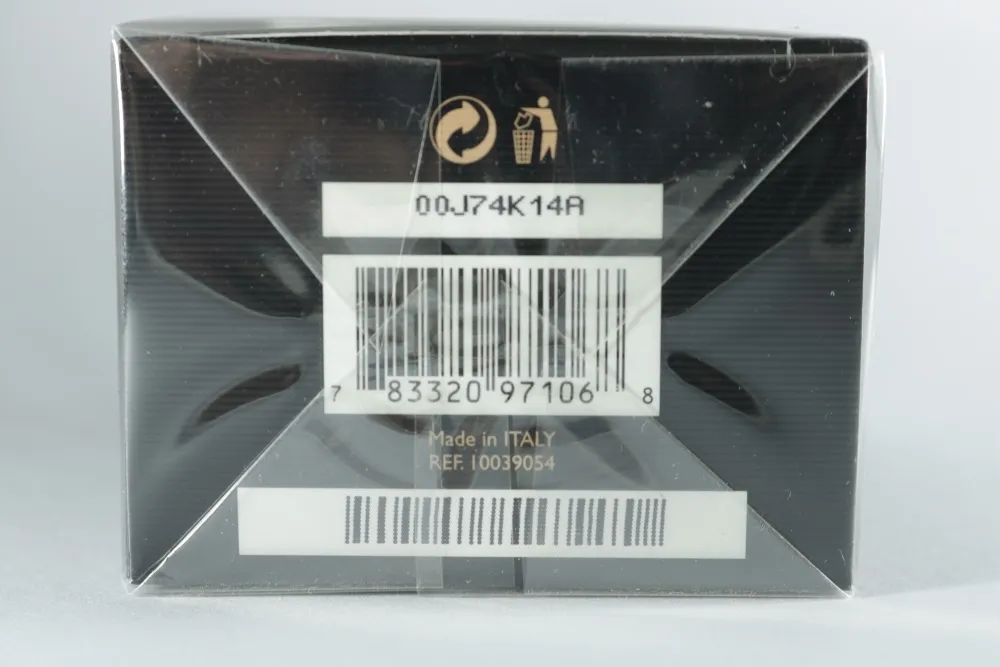 00J74K14A
7 83320 97106 8
Made in ITALY
REF. 10039054